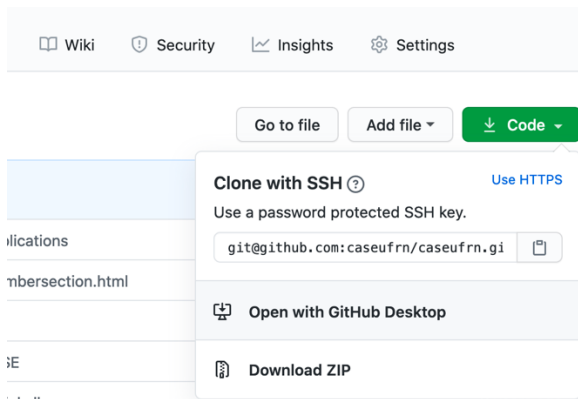 Wiki Security Insights Settings
Go to file Add file Code
Clone with SSH Use HTTPS
Use a password protected SSH key.
git@github.com:caseufrn/caseufrn.gi
Open with GitHub Desktop
Download ZIP
blications
mbersection.html
SE